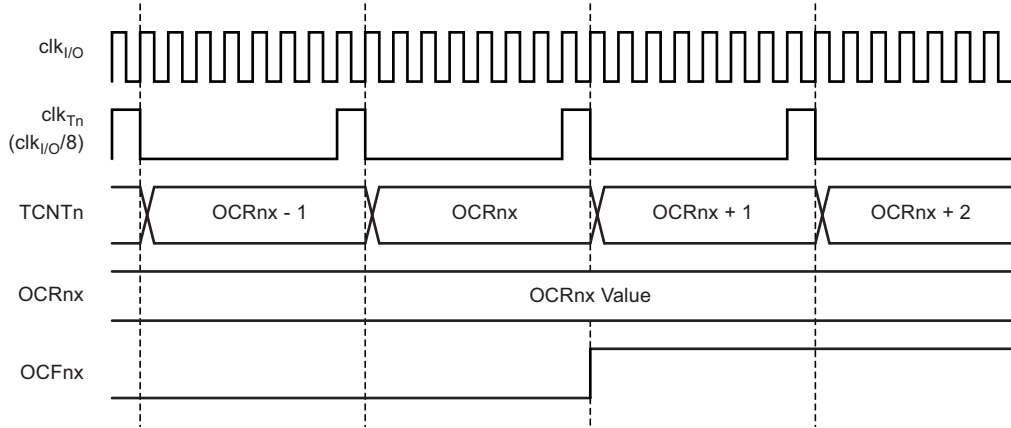 clkI/O
clkTn
(clkI/O/8)
TCNTn
OCRnx - 1
OCRnx
OCRnx + 1
OCRnx + 2
OCRnx
OCRnx Value
OCFnx